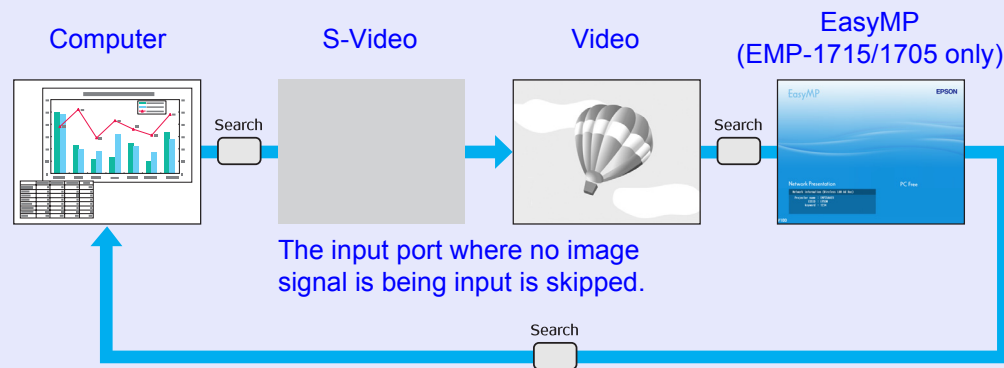 Computer
S-Video
Video
EasyMP
(EMP-1715/1705 only)
Search
Search
EasyMP
EPSON
Network Presentation
PC Free
The input port where no image
signal is being input is skipped.
Search